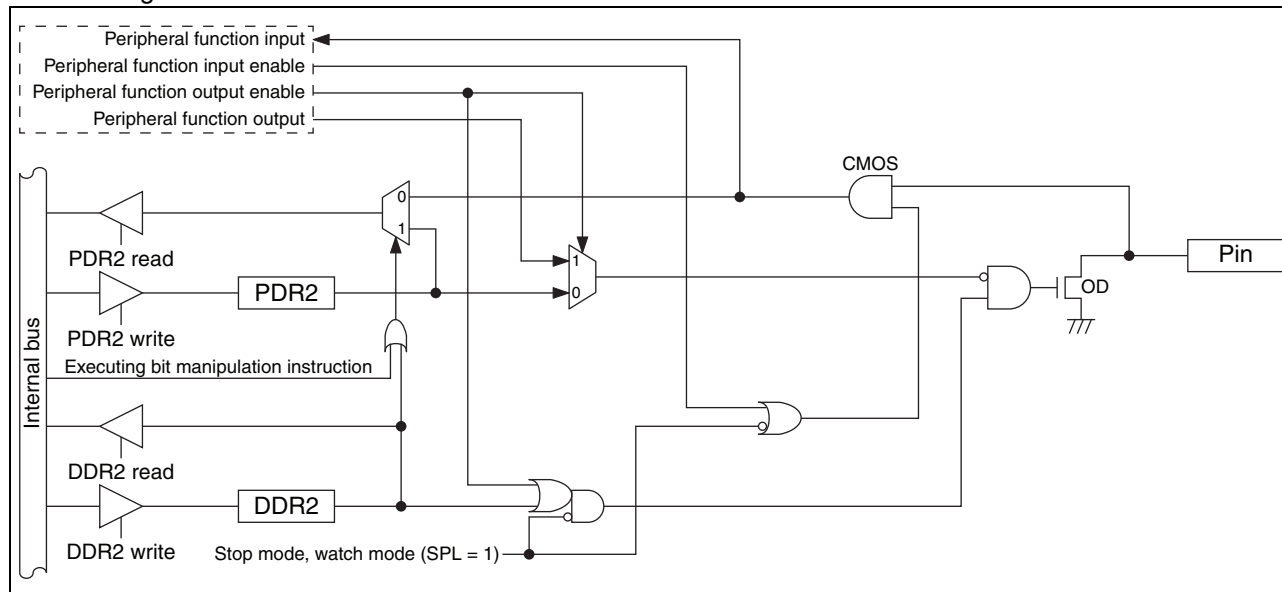 Peripheral function input
Peripheral function input enable
Peripheral function output enable
Peripheral function output
CMOS
0
1
PDR2 read
1
0
Pin
OD
PDR2
PDR2 write
Internal bus
Executing bit manipulation instruction
DDR2 read
DDR2
DDR2 write
Stop mode, watch mode (SPL = 1)